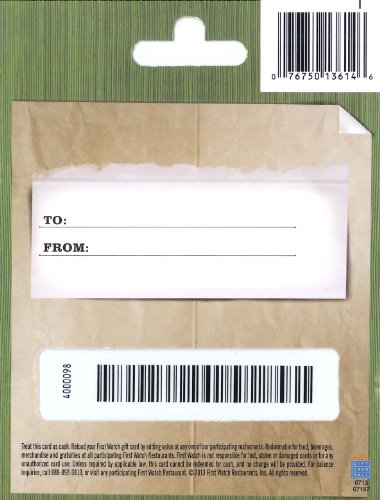 0 76750 13614 6
TO:
FROM:
4000098
Treat this card as cash. Reload your First Watch gift card by adding value at any one of our participating restaurants. Redeemable for food, beverages,
merchandise and gratuities at all participating First Watch Restaurants. First Watch is not responsible for lost, stolen or damaged cards or for any
unauthorized card use. Unless required by applicable law, this card cannot be redeemed for cash, and no change will be provided. For balance
inquiries, call 888-892-3813, or visit any participating First Watch Restaurant. ©2013 First Watch Restaurants Inc. All rights reserved.
0713
67197